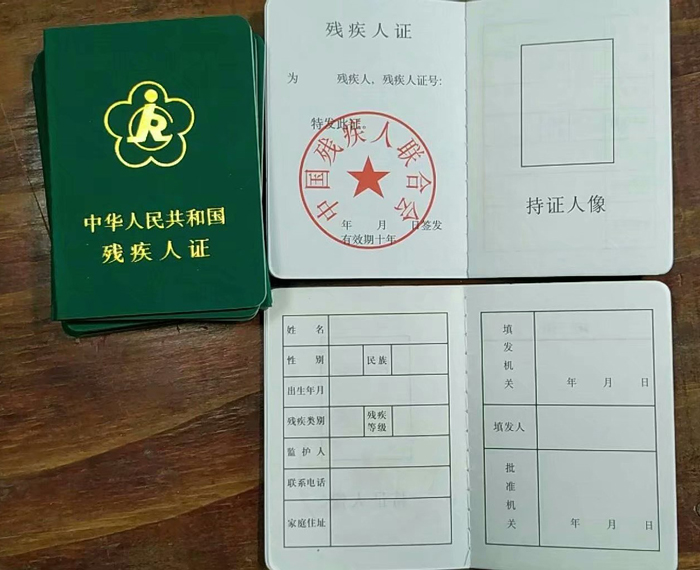 中华人民共和国
残疾人证
残疾人证
为 残疾人，残疾人证号：
特发此证。
中国残疾人联合会
年 月 日签发
有效期十年
持证人像
姓 名
性 别 民族
出生年月
残疾类别 残疾等级
监 护 人
联系电话
家庭住址
填发机关
年 月 日
填发人
批准机关
年 月 日